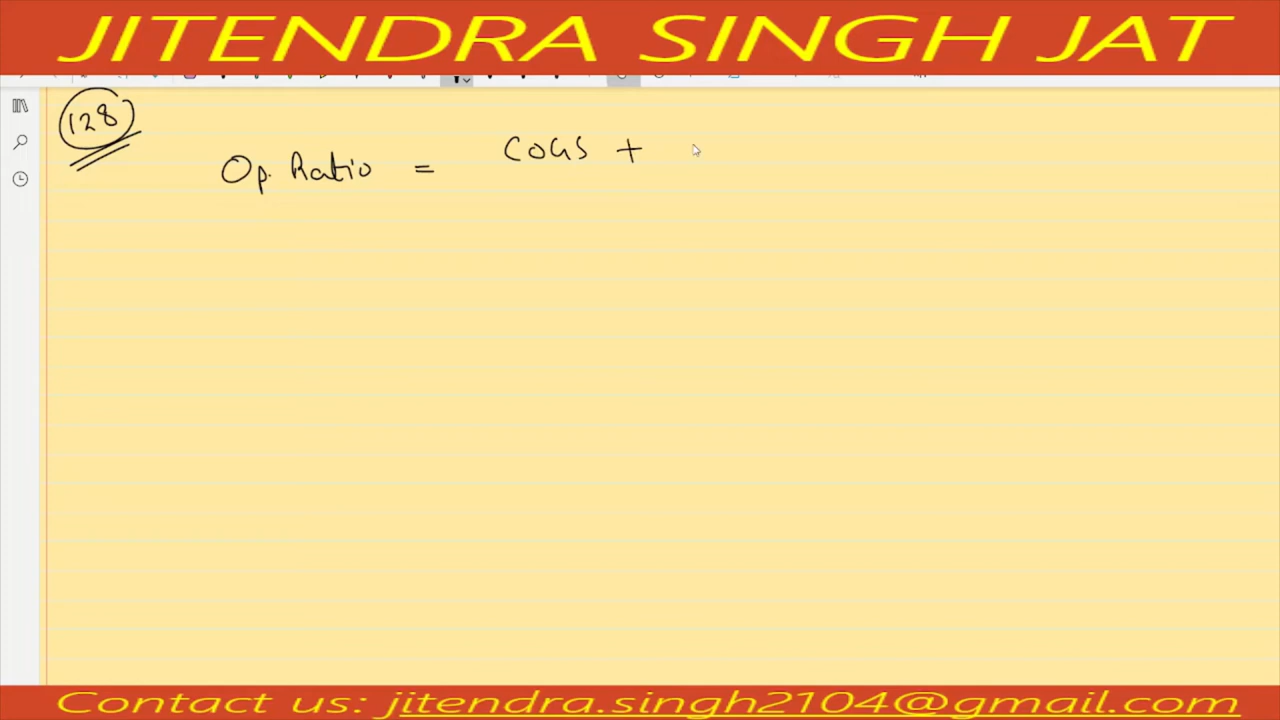 JITENDRA SINGH JAT
128
COGS +
Op. Ratio =
Contact us: jitendra.singh2104@gmail.com